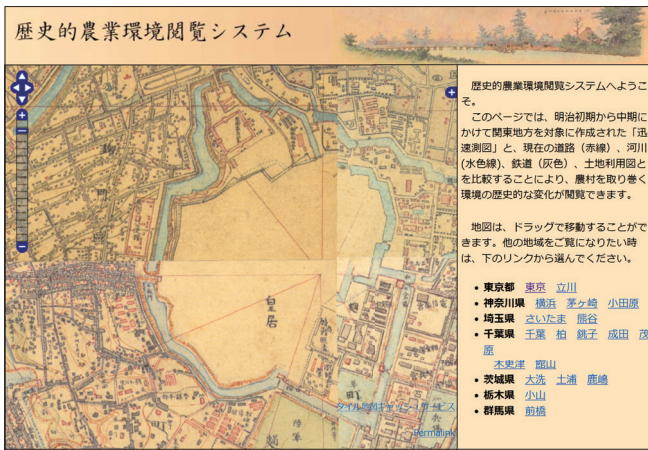 歴史的農業環境閲覧システム
歴史的農業環境閲覧システムへようこ
そ。
このページでは、明治初期から中期に
かけて関東地方を対象に作成された「迅
速測図」と、現在の道路（赤線）、河川
(水色線)、鉄道（灰色）、土地利用図と
を比較することにより、農村を取り巻く
環境の歴史的な変化が閲覧できます。
地図は、ドラッグで移動することがで
きます。他の地域をご覧になりたい時
は、下のリンクから選んでください。
• 東京都 東京 立川
• 神奈川県 横浜 茅ヶ崎 小田原
• 埼玉県 さいたま 熊谷
• 千葉県 千葉 柏 銚子 成田 茂
原
木更津 館山
• 茨城県 大洗 土浦 鹿嶋
• 栃木県 小山
• 群馬県 前橋
皇居
Permalink